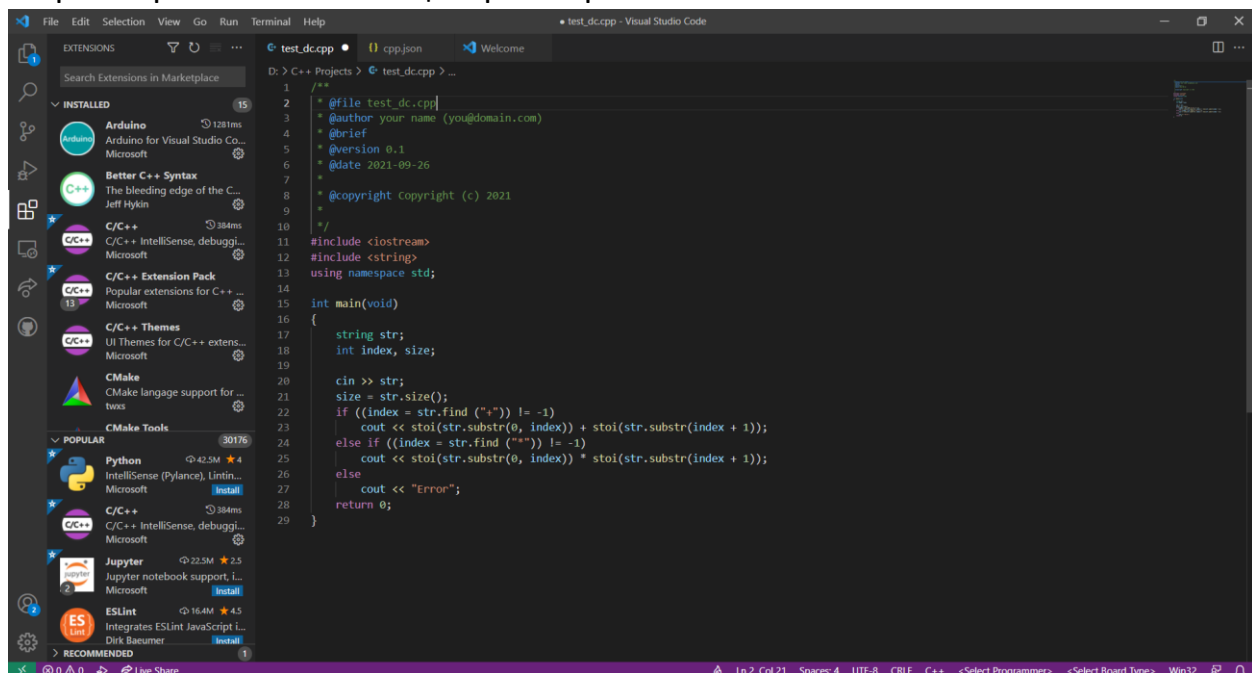 File Edit Selection View Go Run Terminal Help
● test_dc.cpp - Visual Studio Code
EXTENSIONS
Search Extensions in Marketplace
INSTALLED 15
Arduino 1281ms
Arduino for Visual Studio Co...
Microsoft
Better C++ Syntax
The bleeding edge of the C...
Jeff Hykin
C/C++ 384ms
C/C++ IntelliSense, debuggi...
Microsoft
C/C++ Extension Pack
Popular extensions for C++ ...
Microsoft
13
C/C++ Themes
UI Themes for C/C++ extens...
Microsoft
CMake
CMake langage support for ...
twxs
CMake Tools
POPULAR 30176
Python 42.5M ★ 4
IntelliSense (Pylance), Lintin...
Microsoft Install
C/C++ 384ms
C/C++ IntelliSense, debuggi...
Microsoft
Jupyter 22.5M ★ 2.5
Jupyter notebook support, i...
Microsoft Install
ESLint 16.4M ★ 4.5
Integrates ESLint JavaScript i...
Dirk Baeumer Install
RECOMMENDED 1
test_dc.cpp ● {} cpp.json Welcome
D: > C++ Projects > test_dc.cpp > ...
1 /**
2 * @file test_dc.cpp
3 * @author your name (you@domain.com)
4 * @brief
5 * @version 0.1
6 * @date 2021-09-26
7 *
8 * @copyright Copyright (c) 2021
9 *
10 */
11 #include <iostream>
12 #include <string>
13 using namespace std;
14
15 int main(void)
16 {
17 string str;
18 int index, size;
19
20 cin >> str;
21 size = str.size();
22 if ((index = str.find ("+")) != -1)
23 cout << stoi(str.substr(0, index)) + stoi(str.substr(index + 1));
24 else if ((index = str.find ("*")) != -1)
25 cout << stoi(str.substr(0, index)) * stoi(str.substr(index + 1));
26 else
27 cout << "Error";
28 return 0;
29 }
0 0 Live Share Ln 2, Col 21 Spaces: 4 UTF-8 CRLF C++ <Select Programmer> <Select Board Type> Win32